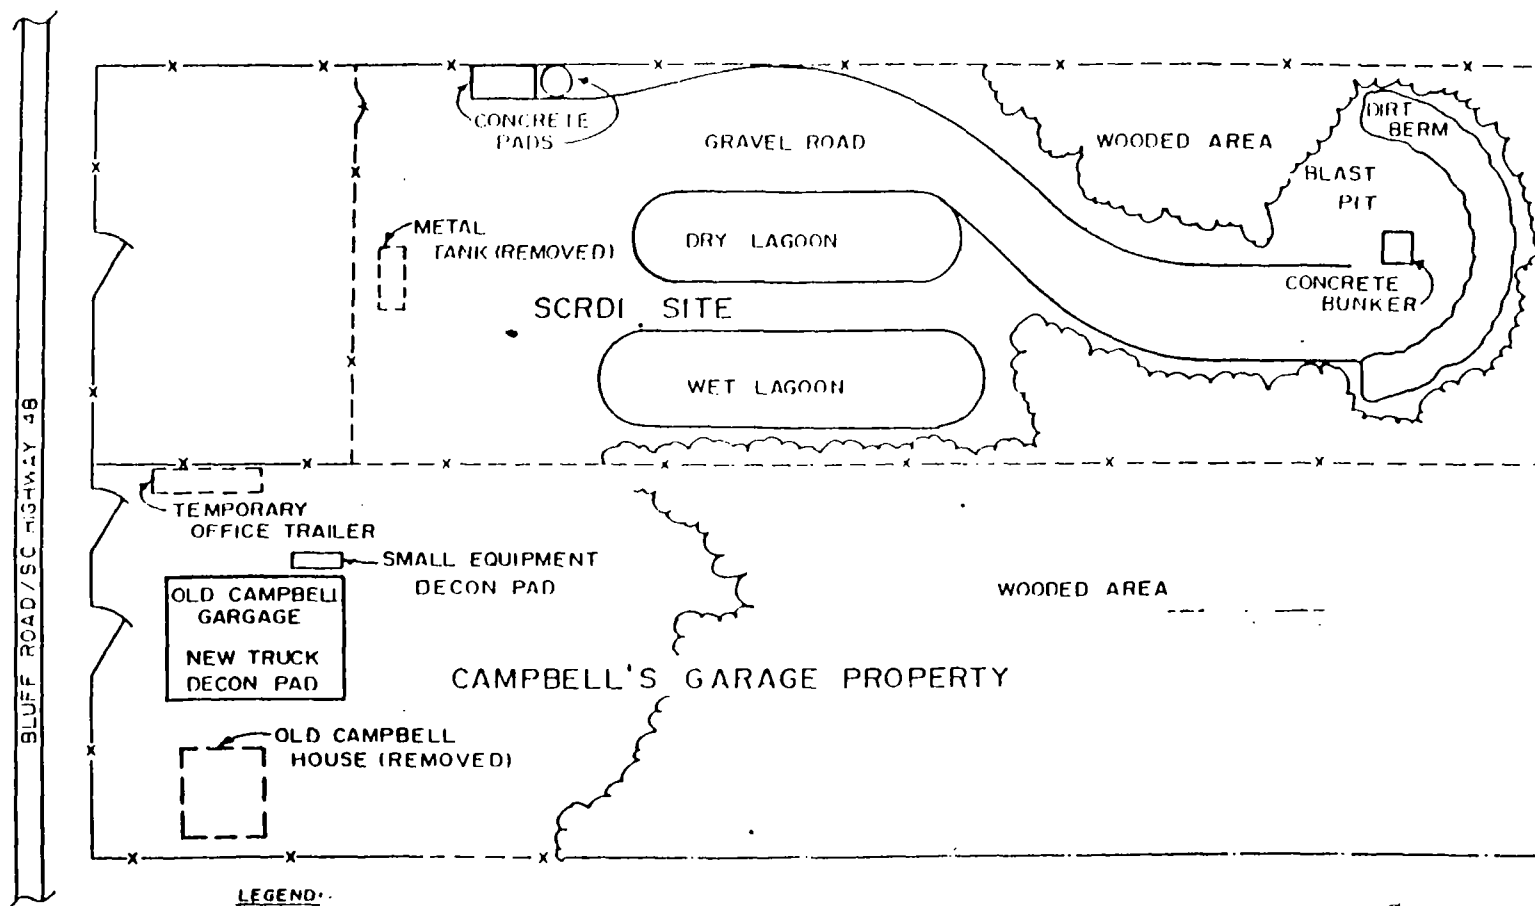 CONCRETE
PADS
GRAVEL ROAD
WOODED AREA
DIRT
BERM
BLAST
PIT
METAL
TANK (REMOVED)
DRY LAGOON
CONCRETE
BUNKER
SCRDI SITE
WET LAGOON
BLUFF ROAD/SC HIGHWAY 48
TEMPORARY
OFFICE TRAILER
SMALL EQUIPMENT
DECON PAD
OLD CAMPBELL
GARGAGE
NEW TRUCK
DECON PAD
WOODED AREA
CAMPBELL'S GARAGE PROPERTY
OLD CAMPBELL
HOUSE (REMOVED)
LEGEND: